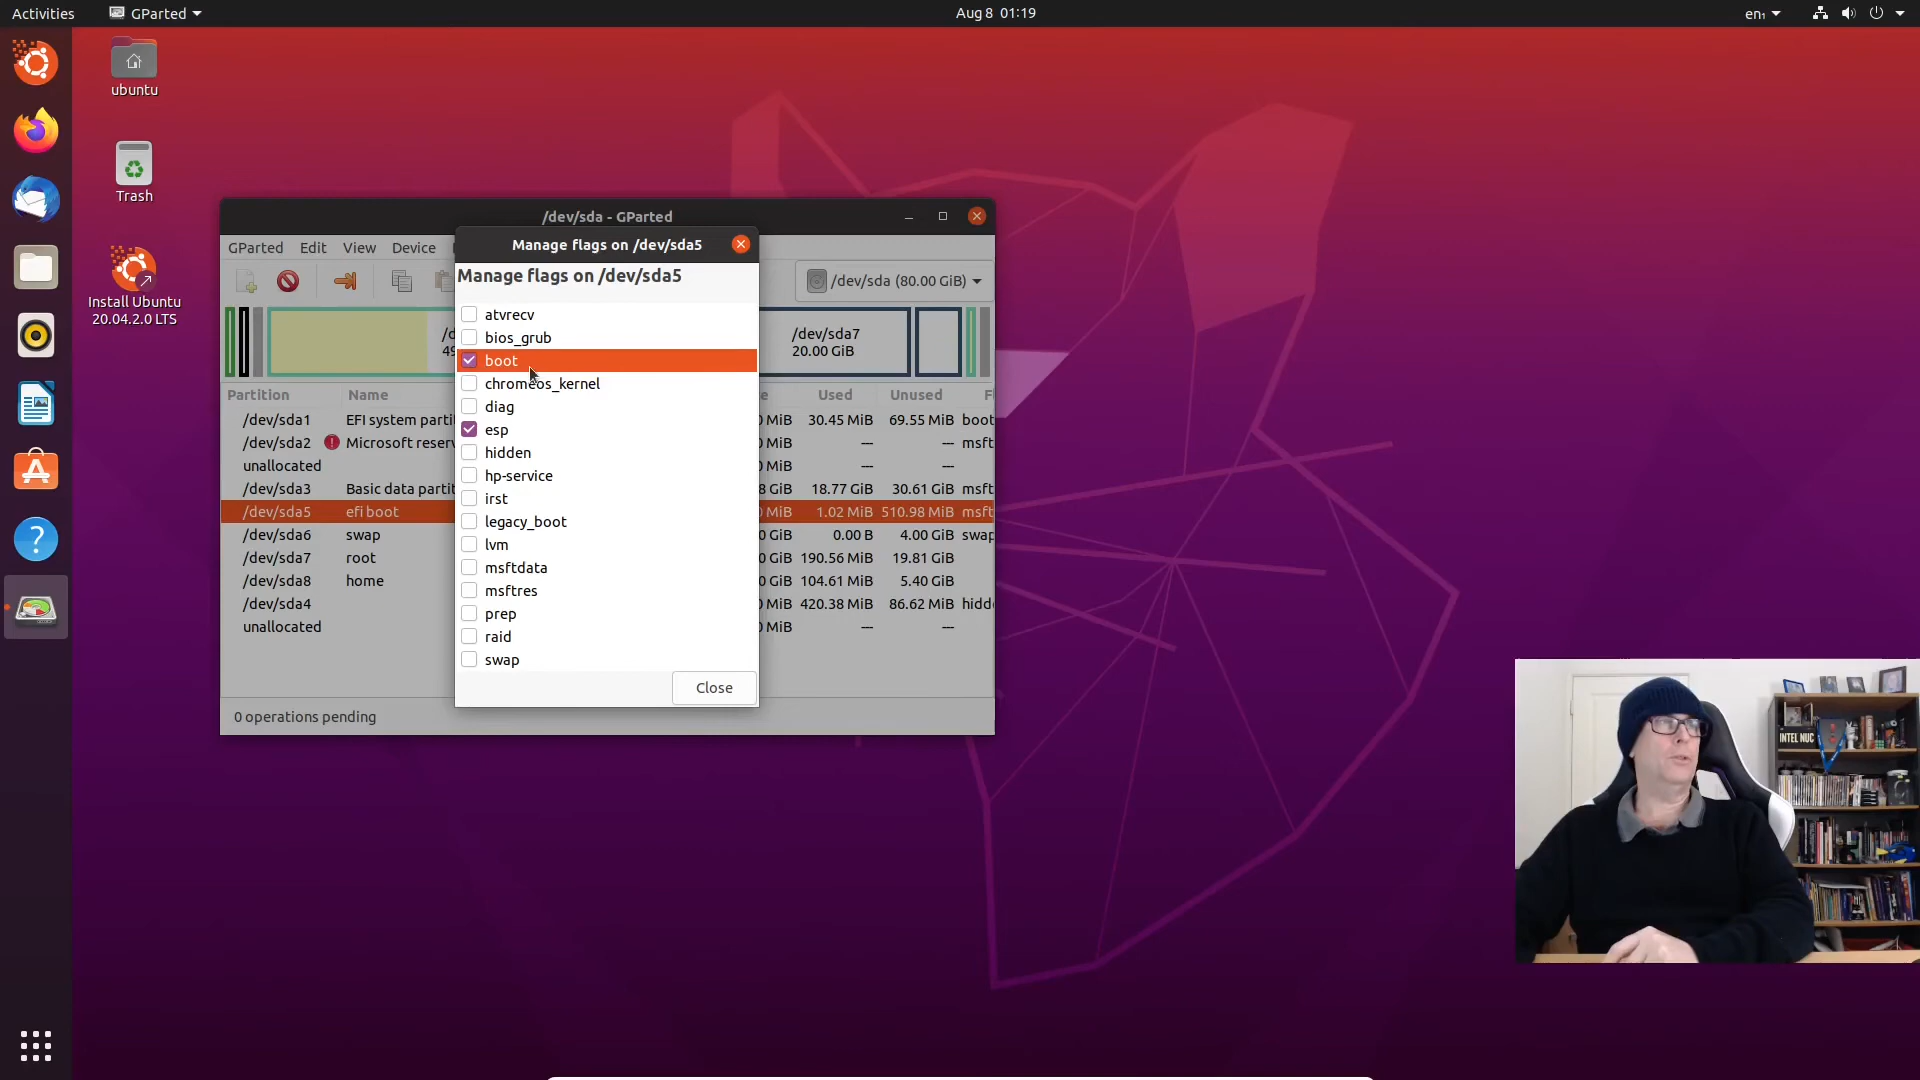 Activities
GParted
Aug 8 01:19
en₁
ubuntu
Trash
Install Ubuntu
20.04.2.0 LTS
/dev/sda - GParted
GParted Edit View Device
/dev/sda (80.00 GiB)
/dev/sda7
20.00 GiB
Partition Name Used Unused
/dev/sda1 EFI system parti 30.45 MiB 69.55 MiB boot
/dev/sda2 Microsoft reserv MiB --- --- msft
unallocated MiB --- ---
/dev/sda3 Basic data partit 8 GiB 18.77 GiB 30.61 GiB msft
/dev/sda5 efi boot MiB 1.02 MiB 510.98 MiB msft
/dev/sda6 swap 0 GiB 0.00 B 4.00 GiB swap
/dev/sda7 root 0 GiB 190.56 MiB 19.81 GiB
/dev/sda8 home 0 GiB 104.61 MiB 5.40 GiB
/dev/sda4 MiB 420.38 MiB 86.62 MiB hidd
unallocated MiB --- ---
0 operations pending
Manage flags on /dev/sda5
Manage flags on /dev/sda5
atvrecv
bios_grub
boot
chromeos_kernel
diag
esp
hidden
hp-service
irst
legacy_boot
lvm
msftdata
msftres
prep
raid
swap
Close
INTEL NUC